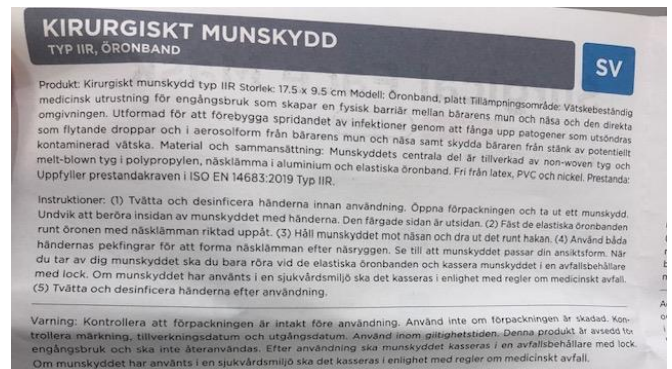 KIRURGISKT MUNSKYDD
TYP IIR, ÖRONBAND
SV
Produkt: Kirurgiskt munskydd typ IIR Storlek: 17.5 x 9.5 cm Modell: Öronband, platt Tillämpningsområde: Vätskebeständig
medicinsk utrustning för engångsbruk som skapar en fysisk barriär mellan bärarens mun och näsa och den direkta
omgivningen. Utformad för att förebygga spridandet av infektioner genom att fånga upp patogener som utsöndras
som flytande droppar och i aerosolform från bärarens mun och näsa samt skydda bäraren från stänk av potentiellt
kontaminerad vätska. Material och sammansättning: Munskyddets centrala del är tillverkad av non-woven tyg och
melt-blown tyg i polypropylen, näsklämma i aluminium och elastiska öronband. Fri från latex, PVC och nickel. Prestanda:
Uppfyller prestandakraven i ISO EN 14683:2019 Typ IIR.
Instruktioner: (1) Tvätta och desinficera händerna innan användning. Öppna förpackningen och ta ut ett munskydd.
Undvik att beröra insidan av munskyddet med händerna. Den färgade sidan är utsidan. (2) Fäst de elastiska öronbanden
runt öronen med näsklämman riktad uppåt. (3) Håll munskyddet mot näsan och dra ut det runt hakan. (4) Använd båda
händernas pekfingrar för att forma näsklämman efter näsryggen. Se till att munskyddet passar din ansiktsform. När
du tar av dig munskyddet ska du bara röra vid de elastiska öronbanden och kassera munskyddet i en avfallsbehållare
med lock. Om munskyddet har använts i en sjukvårdsmiljö ska det kasseras i enlighet med regler om medicinskt avfall.
(5) Tvätta och desinficera händerna efter användning.
Varning: Kontrollera att förpackningen är intakt före användning. Använd inte om förpackningen är skadad. Kon-
trollera märkning, tillverkningsdatum och utgångsdatum. Använd inom giltighetstiden. Denna produkt är avsedd för
engångsbruk och ska inte återanvändas. Efter användning ska munskyddet kasseras i en avfallsbehållare med lock.
Om munskyddet har använts i en sjukvårdsmiljö ska det kasseras i enlighet med regler om medicinskt avfall.